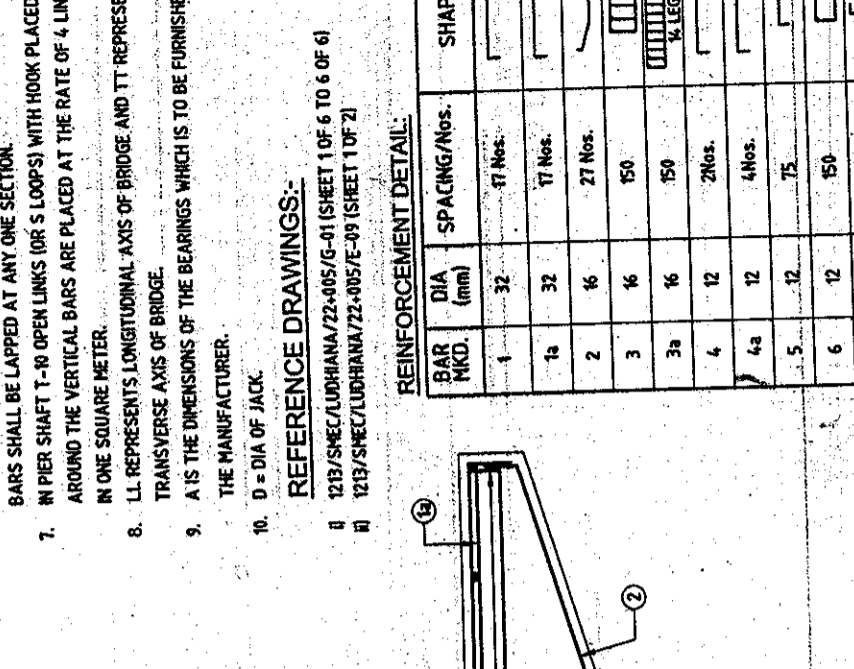 BARS SHALL BE LAPPED AT ANY ONE SECTION.
7. IN PIER SHAFT T-10 OPEN LINKS (OR S LOOPS) WITH HOOK PLACED
AROUND THE VERTICAL BARS ARE PLACED AT THE RATE OF 4
IN ONE SQUARE METER.
8. LL REPRESENTS LONGITUDINAL AXIS OF BRIDGE AND TT
TRANSVERSE AXIS OF BRIDGE.
9. A IS THE DIMENSIONS OF THE BEARINGS WHICH IS TO BE
THE MANUFACTURER.
10. D = DIA OF JACK.
REFERENCE DRAWINGS:-
i) 1213/SMEC/LUDHIANA/22+005/G-01 (SHEET 1 OF 6 TO 6 OF 6)
ii) 1213/SMEC/LUDHIANA/22+005/E-09 (SHEET 1 OF 2)
REINFORCEMENT DETAIL:
BAR MKD. DIA (mm) SPACING/Nos.
1 32 17 Nos.
1a 32 17 Nos.
2 16 27 Nos.
3 16 150
3a 16 150 14 LEG
4 12 2Nos.
4a 12 4Nos.
5 12 75
6 12 150
1a
2